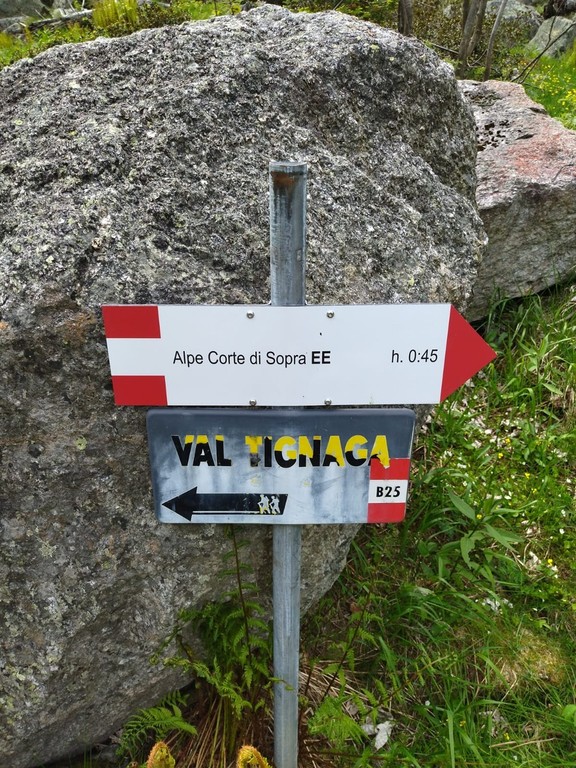 Alpe Corte di Sopra EE h. 0:45
VAL TIGNAGA
B25